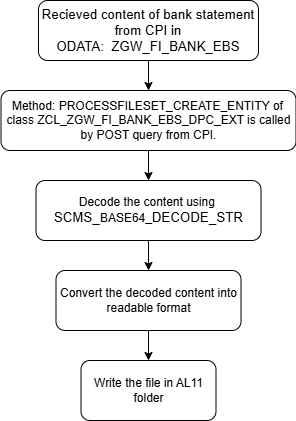 Recieved content of bank statement
from CPI in
ODATA: ZGW_FI_BANK_EBS
Method: PROCESSFILESET_CREATE_ENTITY of
class ZCL_ZGW_FI_BANK_EBS_DPC_EXT is called
by POST query from CPI.
Decode the content using
SCMS_BASE64_DECODE_STR
Convert the decoded content into
readable format
Write the file in AL11
folder